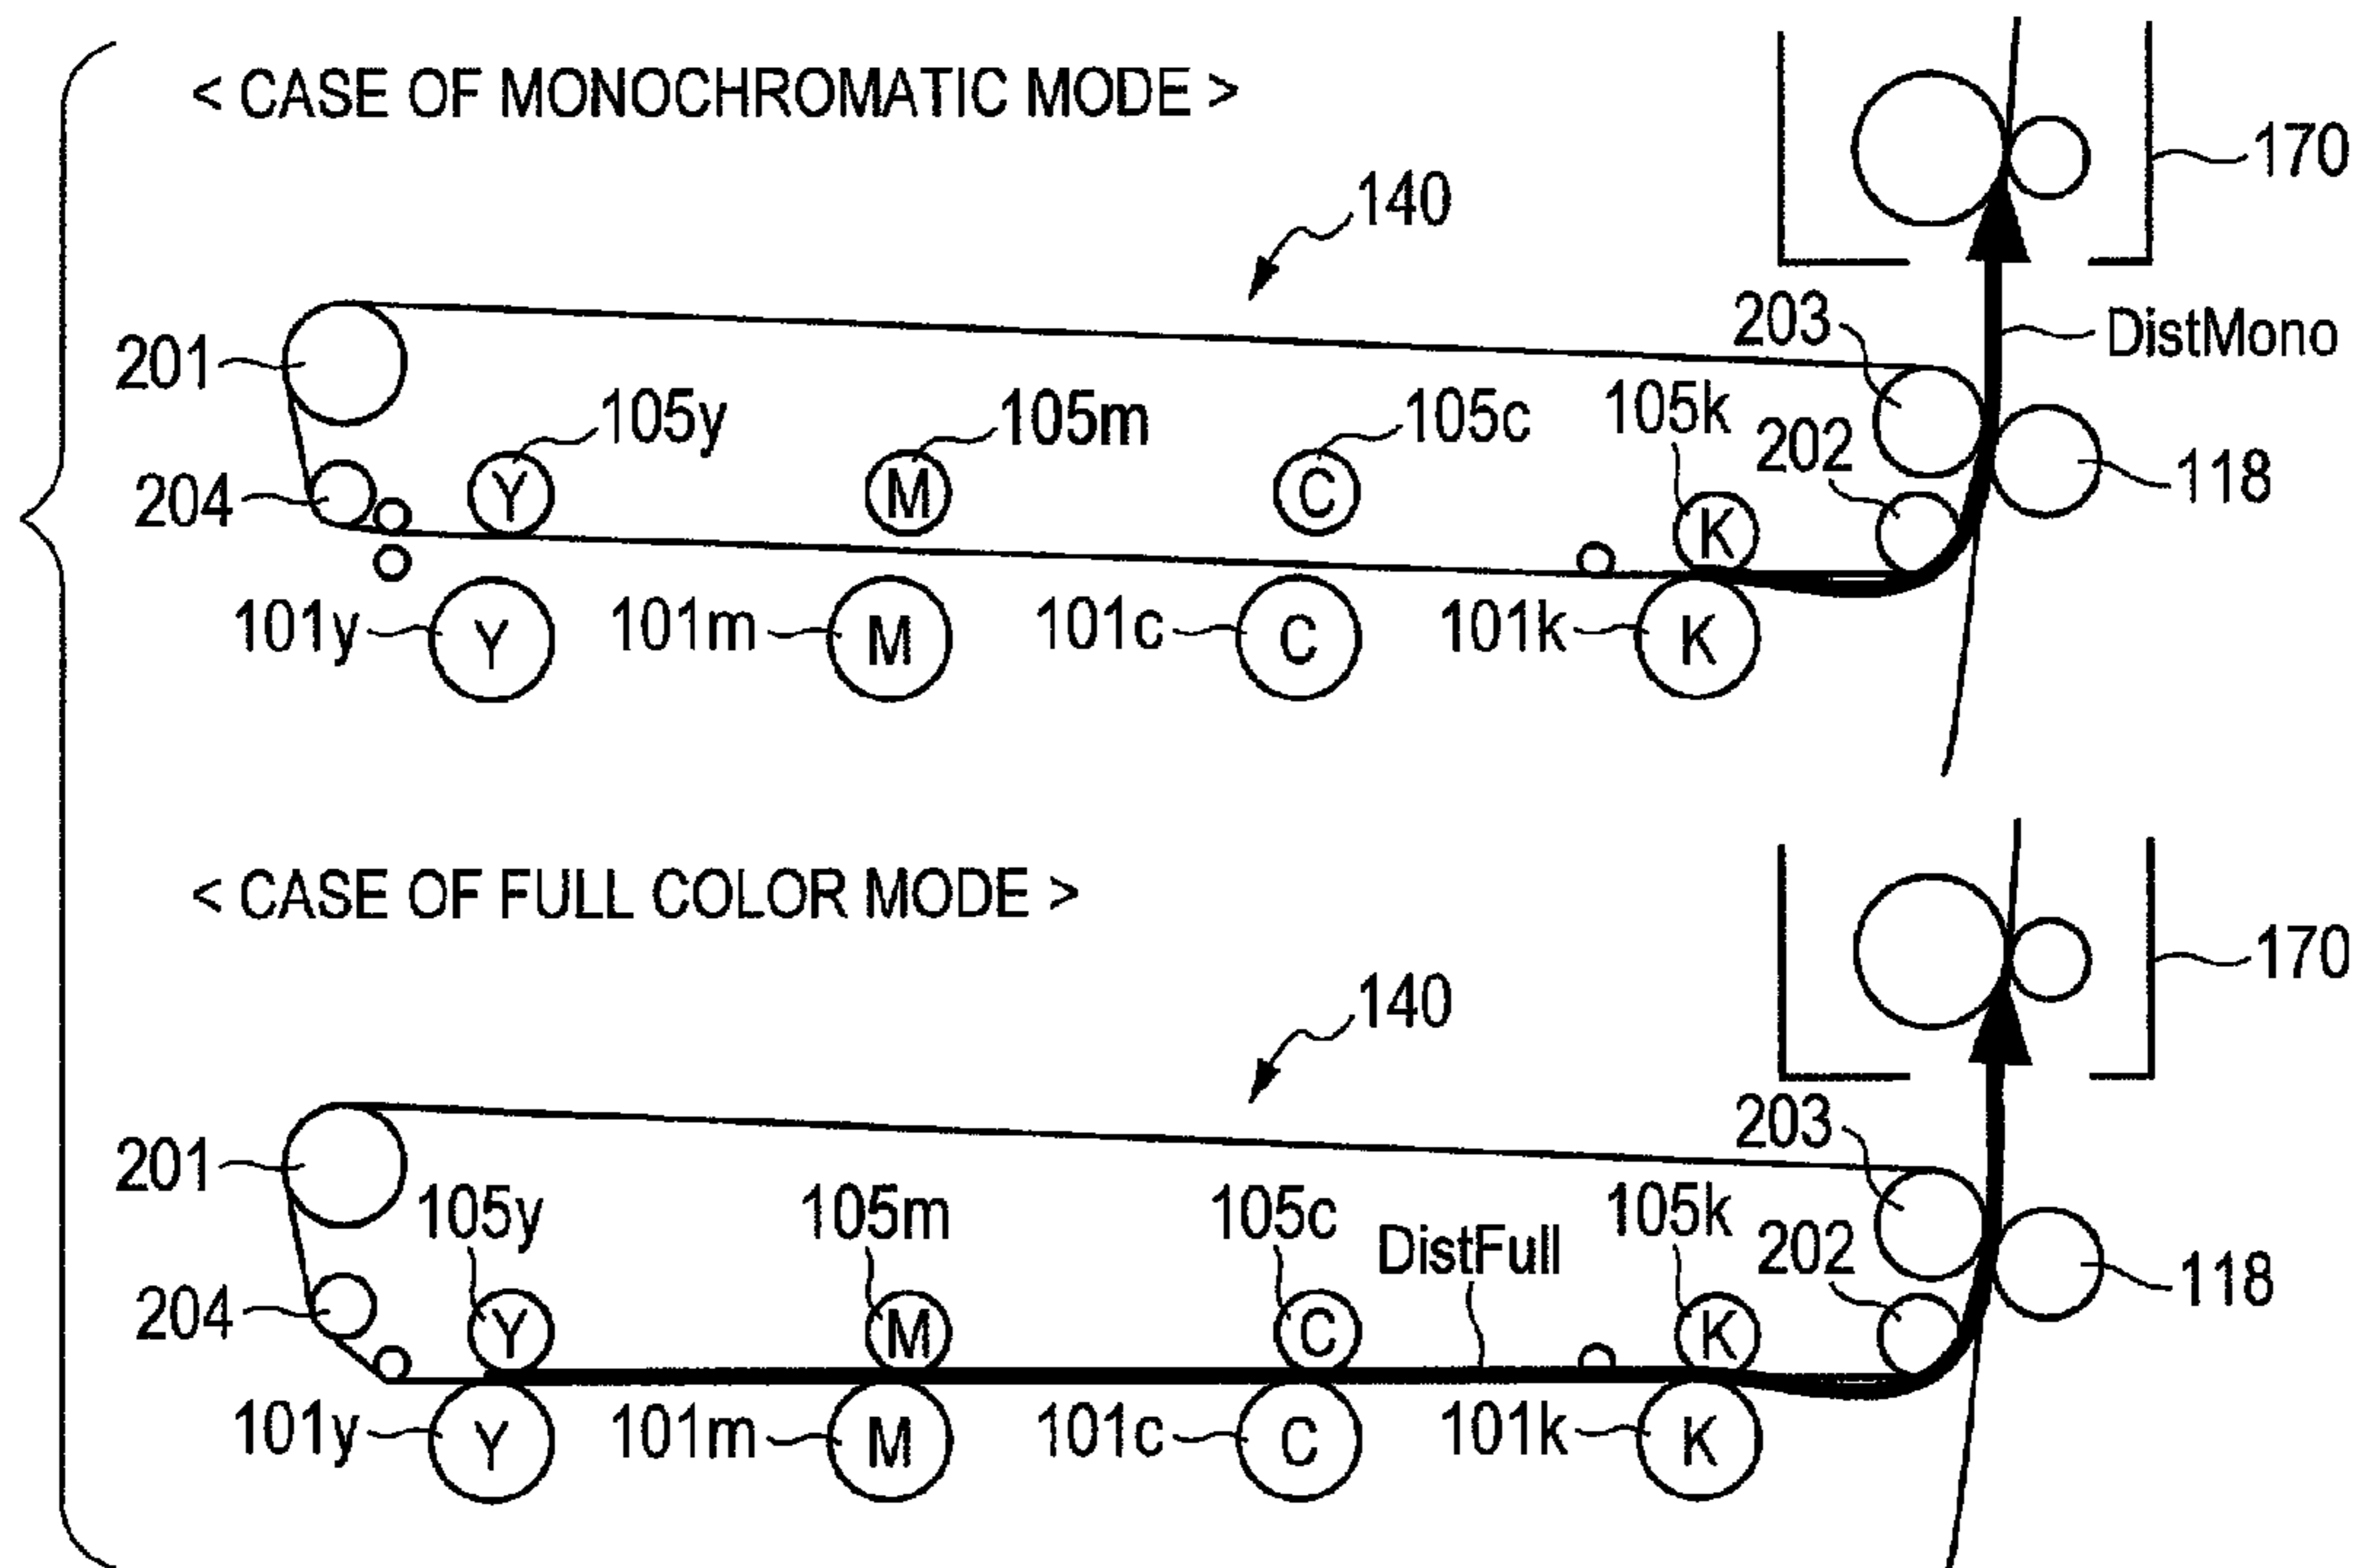 < CASE OF MONOCHROMATIC MODE >
170
140
203
DistMono
201
105y
105m
105c
105k
202
204
118
Y
M
C
K
101y
Y
101m
M
101c
C
101k
K
< CASE OF FULL COLOR MODE >
170
140
203
201
105y
105m
105c
DistFull
105k
202
204
118
Y
M
C
K
101y
Y
101m
M
101c
C
101k
K